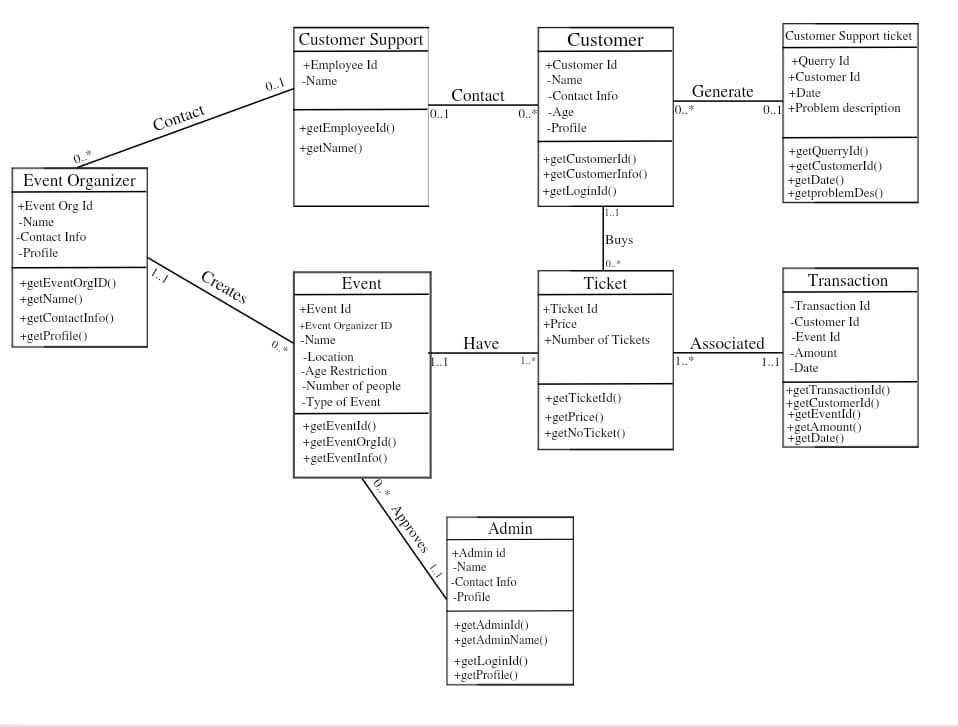 Customer Support
+Employee Id
-Name
+getEmployeeId()
+getName()
Customer
+Customer Id
-Name
-Contact Info
-Age
-Profile
+getCustomerId()
+getCustomerInfo()
+getLoginId()
Customer Support ticket
+Querry Id
+Customer Id
+Date
+Problem description
+getQuerryId()
+getCustomerId()
+getDate()
+getproblemDes()
Contact
0..1
0..*
Contact
0..1
0..*
Generate
0..*
0..1
Event Organizer
+Event Org Id
-Name
-Contact Info
-Profile
+getEventOrgID()
+getName()
+getContactInfo()
+getProfile()
1..1
Creates
0..*
1..1
Buys
0..*
Event
+Event Id
+Event Organizer ID
-Name
-Location
-Age Restriction
-Number of people
-Type of Event
+getEventId()
+getEventOrgId()
+getEventInfo()
Have
1..1
1..*
Ticket
+Ticket Id
+Price
+Number of Tickets
+getTicketId()
+getPrice()
+getNoTicket()
Associated
1..*
1..1
Transaction
-Transaction Id
-Customer Id
-Event Id
-Amount
-Date
+getTransactionId()
+getCustomerId()
+getEventId()
+getAmount()
+getDate()
0..*
Approves
1..1
Admin
+Admin id
-Name
-Contact Info
-Profile
+getAdminId()
+getAdminName()
+getLoginId()
+getProfile()